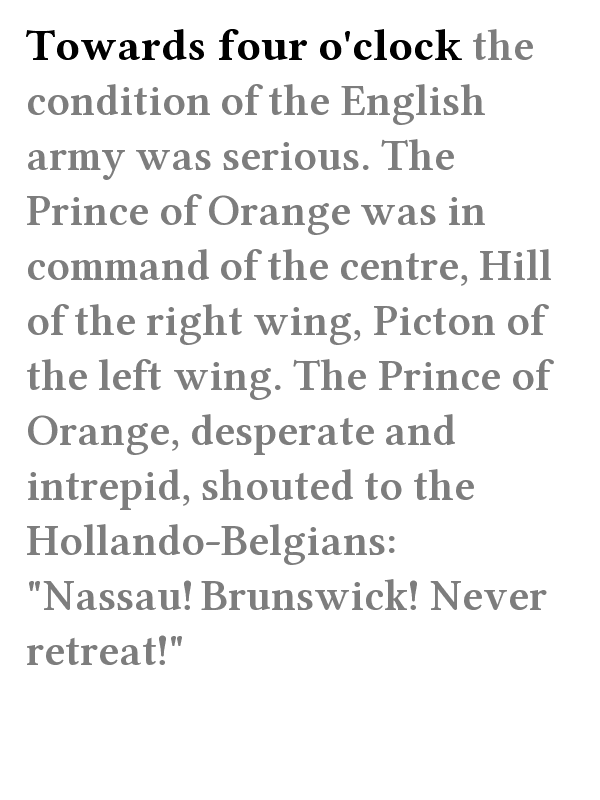 Towards four o'clock the
condition of the English
army was serious. The
Prince of Orange was in
command of the centre, Hill
of the right wing, Picton of
the left wing. The Prince of
Orange, desperate and
intrepid, shouted to the
Hollando-Belgians:
"Nassau! Brunswick! Never
retreat!"